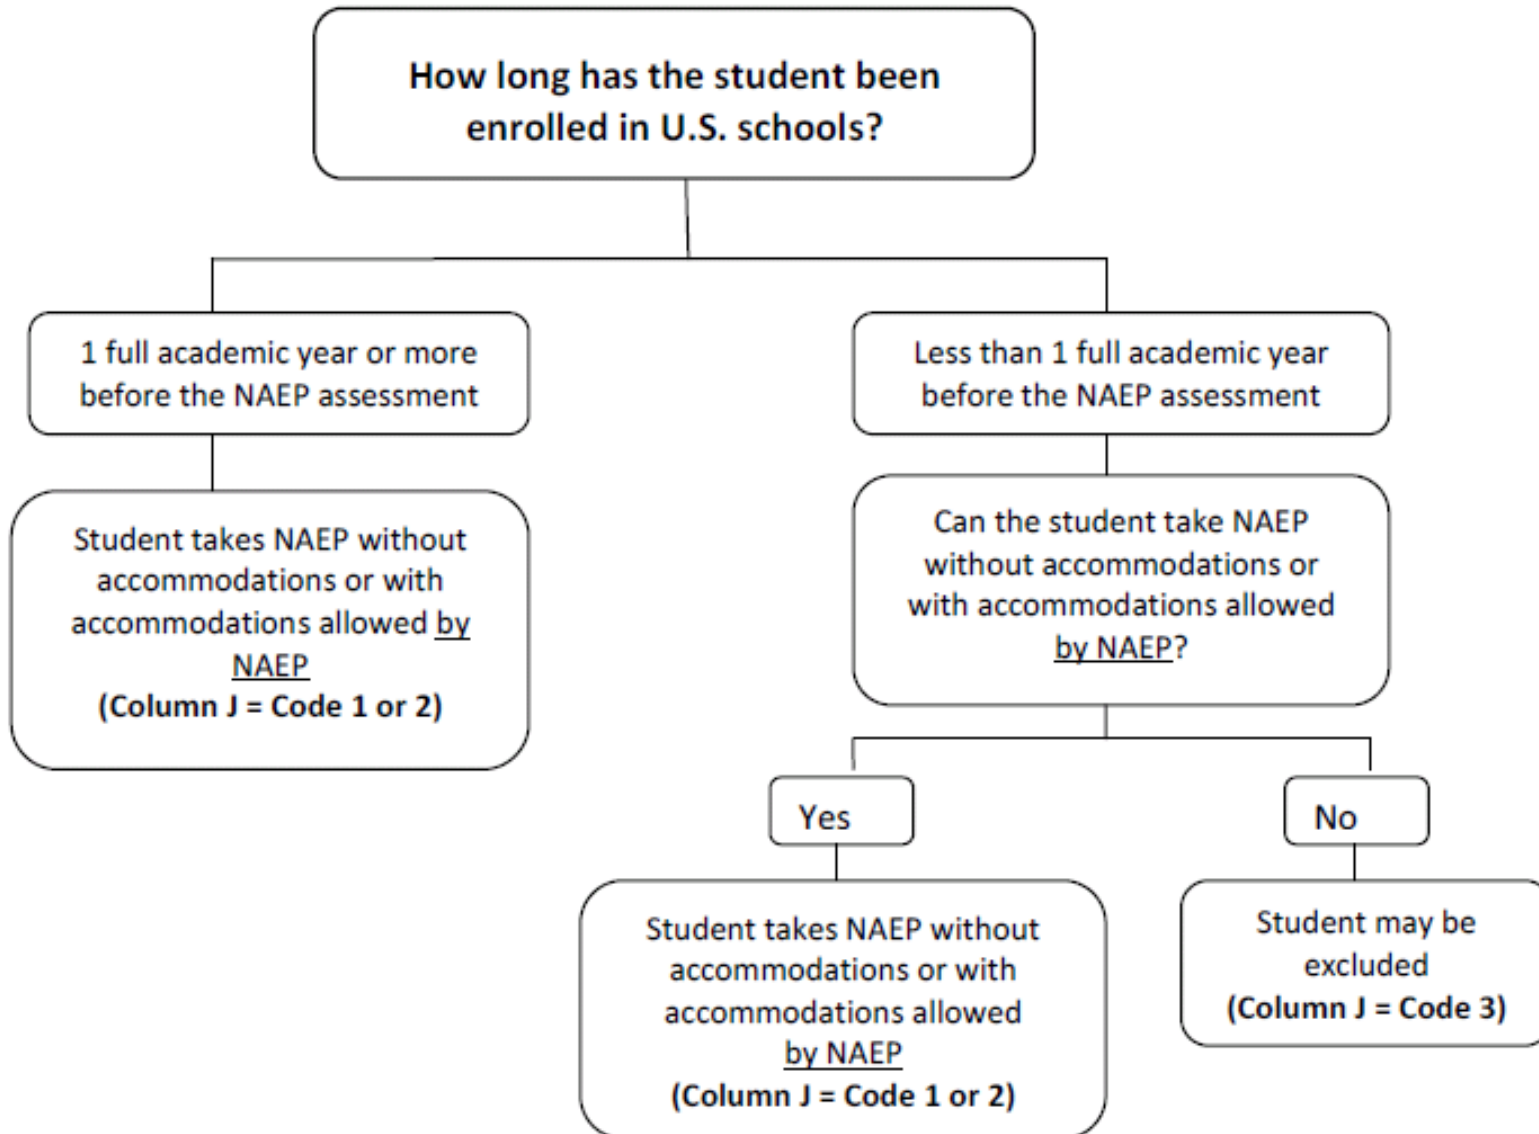 How long has the student been
enrolled in U.S. schools?
1 full academic year or more
before the NAEP assessment
Less than 1 full academic year
before the NAEP assessment
Student takes NAEP without
accommodations or with
accommodations allowed by
NAEP
(Column J = Code 1 or 2)
Can the student take NAEP
without accommodations or
with accommodations allowed
by NAEP?
Yes
No
Student takes NAEP without
accommodations or with
accommodations allowed
by NAEP
(Column J = Code 1 or 2)
Student may be
excluded
(Column J = Code 3)